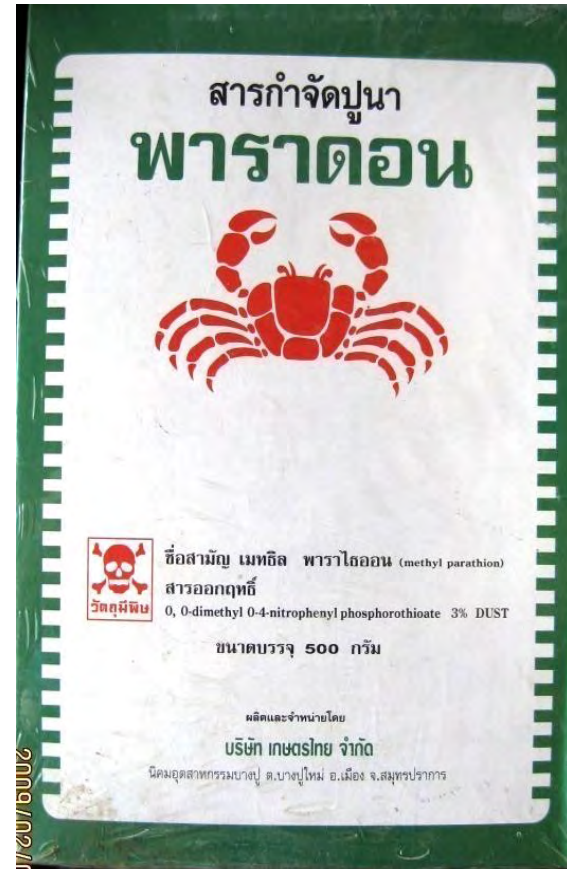 สารกำจัดปูนา
พาราดอน
วัตถุมีพิษ
ชื่อสามัญ เมทธิล พาราไธออน (methyl parathion)
สารออกฤทธิ์
0, 0-dimethyl 0-4-nitrophenyl phosphorothioate 3% DUST
ขนาดบรรจุ 500 กรัม
ผลิตและจำหน่ายโดย
บริษัท เกษตรไทย จำกัด
นิคมอุตสาหกรรมบางปู ต.บางปูใหม่ อ.เมือง จ.สมุทรปราการ
2009/02/0